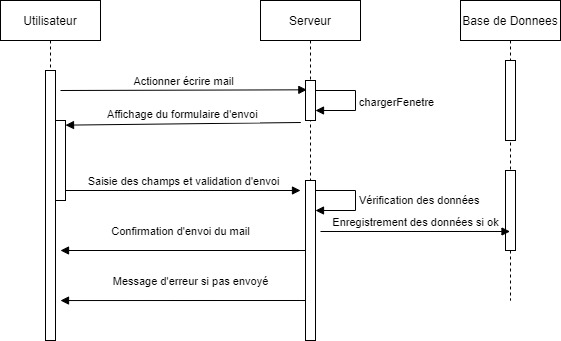 Utilisateur
Serveur
Base de Donnees
Actionner écrire mail
chargerFenetre
Affichage du formulaire d'envoi
Saisie des champs et validation d'envoi
Vérification des données
Enregistrement des données si ok
Confirmation d'envoi du mail
Message d'erreur si pas envoyé